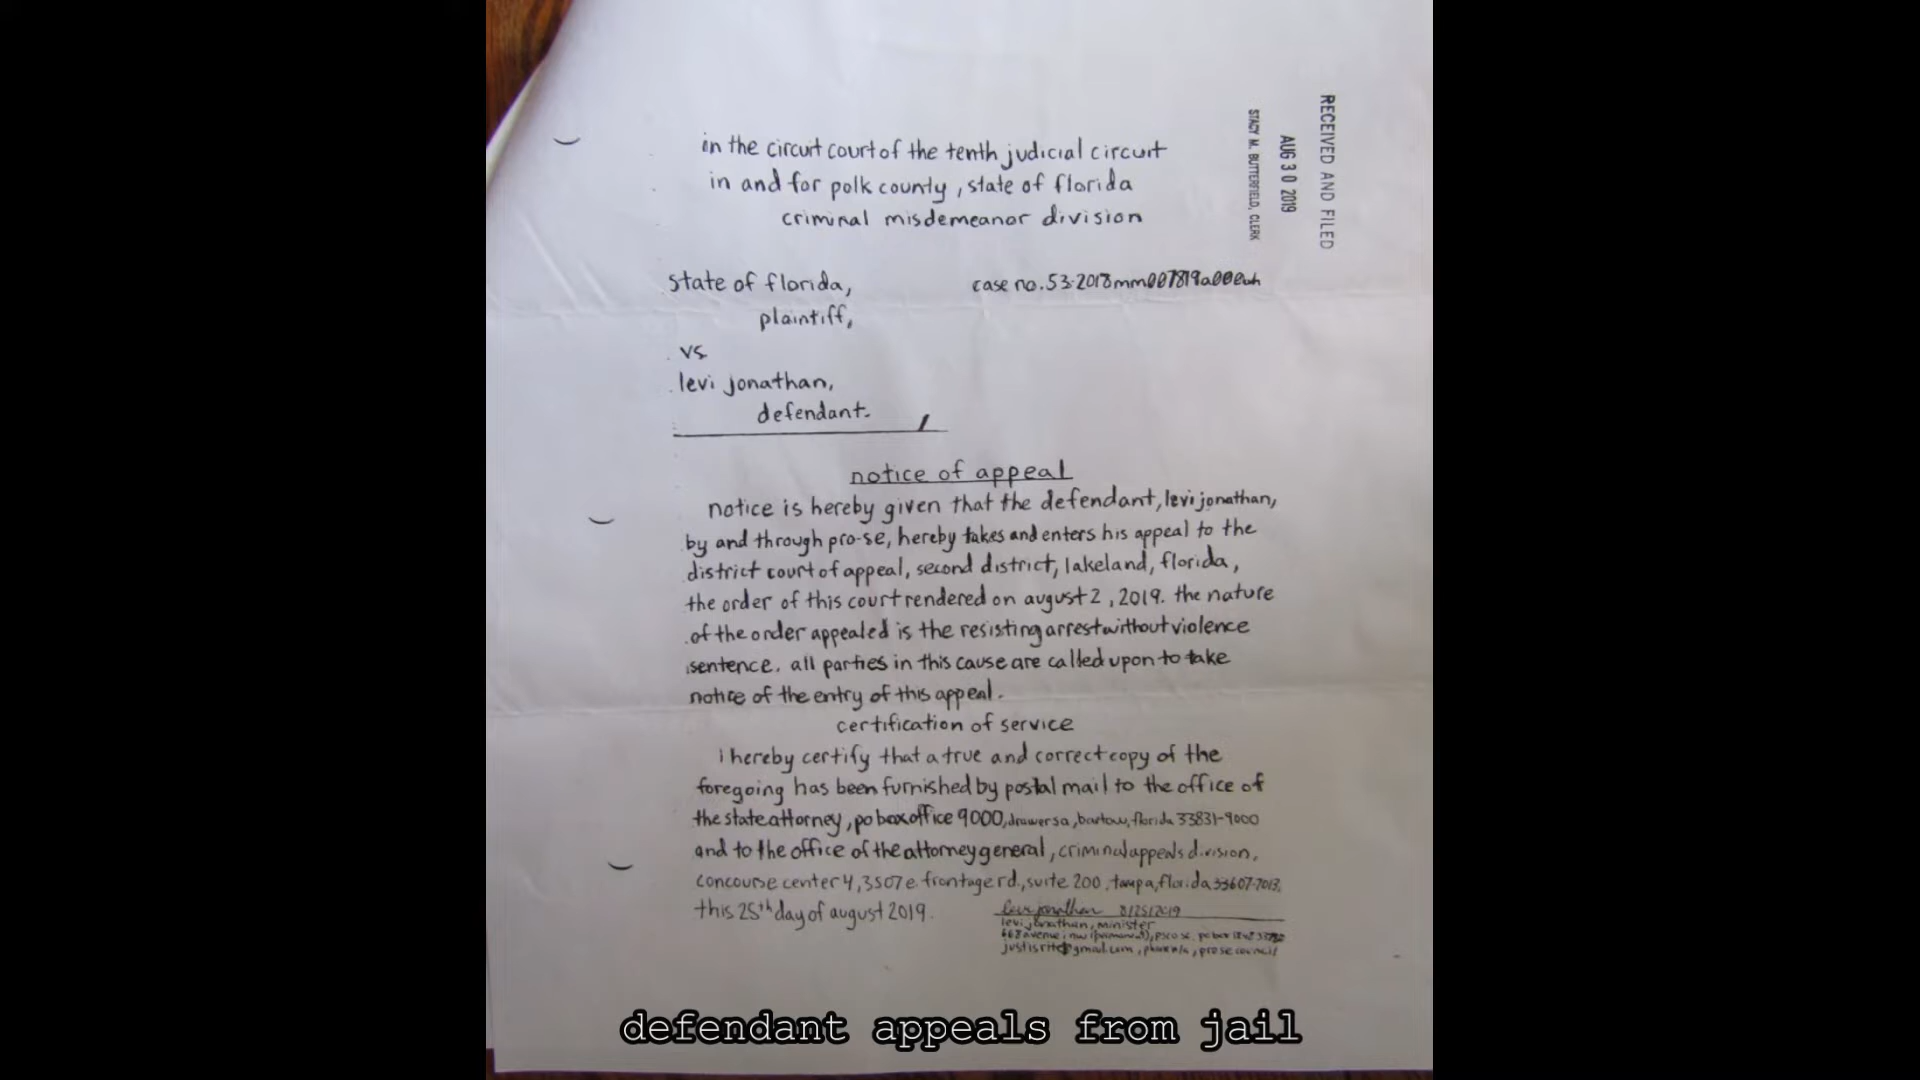 RECEIVED AND FILED
AUG 30 2019
STACY M. BUTTERFIELD, CLERK
in the circuit court of the tenth judicial circuit
in and for polk county, state of florida
criminal misdemeanor division
state of florida,
case no. 53-2018mm007819a000wh
plaintiff,
vs.
levi jonathan,
defendant.
notice of appeal
notice is hereby given that the defendant, levi jonathan,
by and through pro-se, hereby takes and enters his appeal to the
district court of appeal, second district, lakeland, florida,
the order of this court rendered on august 2, 2019. the nature
of the order appealed is the resisting arrest without violence
sentence. all parties in this cause are called upon to take
notice of the entry of this appeal.
certification of service
i hereby certify that a true and correct copy of the
foregoing has been furnished by postal mail to the office of
the state attorney, po box office 9000, drawer sa, bartow, florida 33831-9000
and to the office of the attorney general, criminal appeals division,
concourse center 4, 3507 e. frontage rd., suite 200, tampa, florida 33607-7013,
this 25th day of august 2019.
levi jonathan 8/25/2019
levi jonathan, minister
668 avenue
justisrite@gmail.com, phone n/a, pro se council
defendant appeals from jail